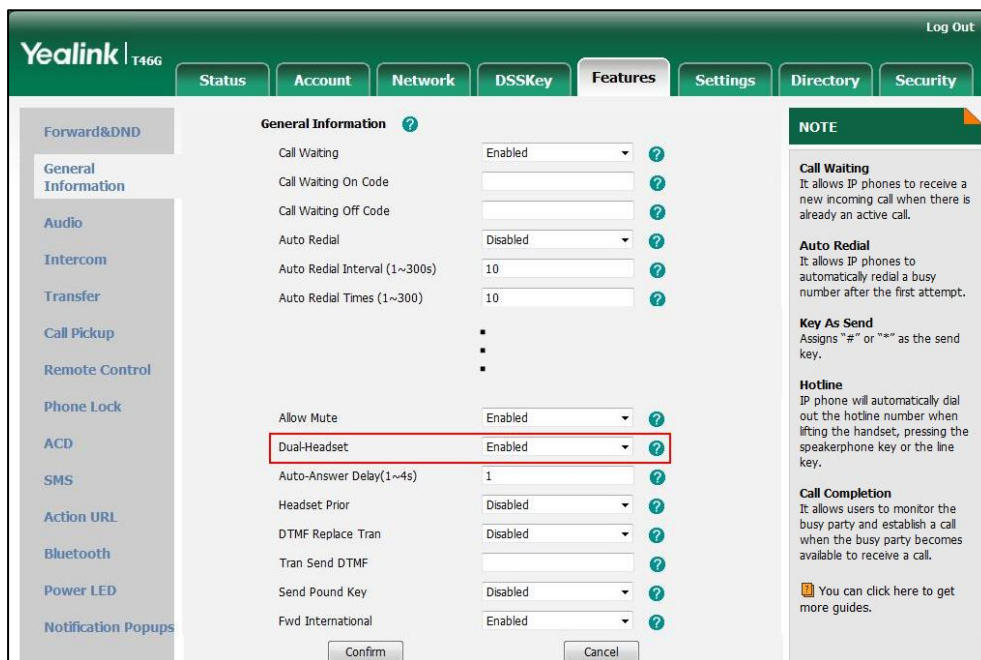 Log Out
Yealink T46G
Status Account Network DSSKey Features Settings Directory Security
Forward&DND
General
Information
Audio
Intercom
Transfer
Call Pickup
Remote Control
Phone Lock
ACD
SMS
Action URL
Bluetooth
Power LED
Notification Popups
General Information ?
Call Waiting Enabled ?
Call Waiting On Code ?
Call Waiting Off Code ?
Auto Redial Disabled ?
Auto Redial Interval (1~300s) 10 ?
Auto Redial Times (1~300) 10 ?
Allow Mute Enabled ?
Dual-Headset Enabled ?
Auto-Answer Delay(1~4s) 1 ?
Headset Prior Disabled ?
DTMF Replace Tran Disabled ?
Tran Send DTMF ?
Send Pound Key Disabled ?
Fwd International Enabled ?
Confirm Cancel
NOTE
Call Waiting
It allows IP phones to receive a
new incoming call when there is
already an active call.
Auto Redial
It allows IP phones to
automatically redial a busy
number after the first attempt.
Key As Send
Assigns "#" or "*" as the send
key.
Hotline
IP phone will automatically dial
out the hotline number when
lifting the handset, pressing the
speakerphone key or the line
key.
Call Completion
It allows users to monitor the
busy party and establish a call
when the busy party becomes
available to receive a call.
? You can click here to get
more guides.